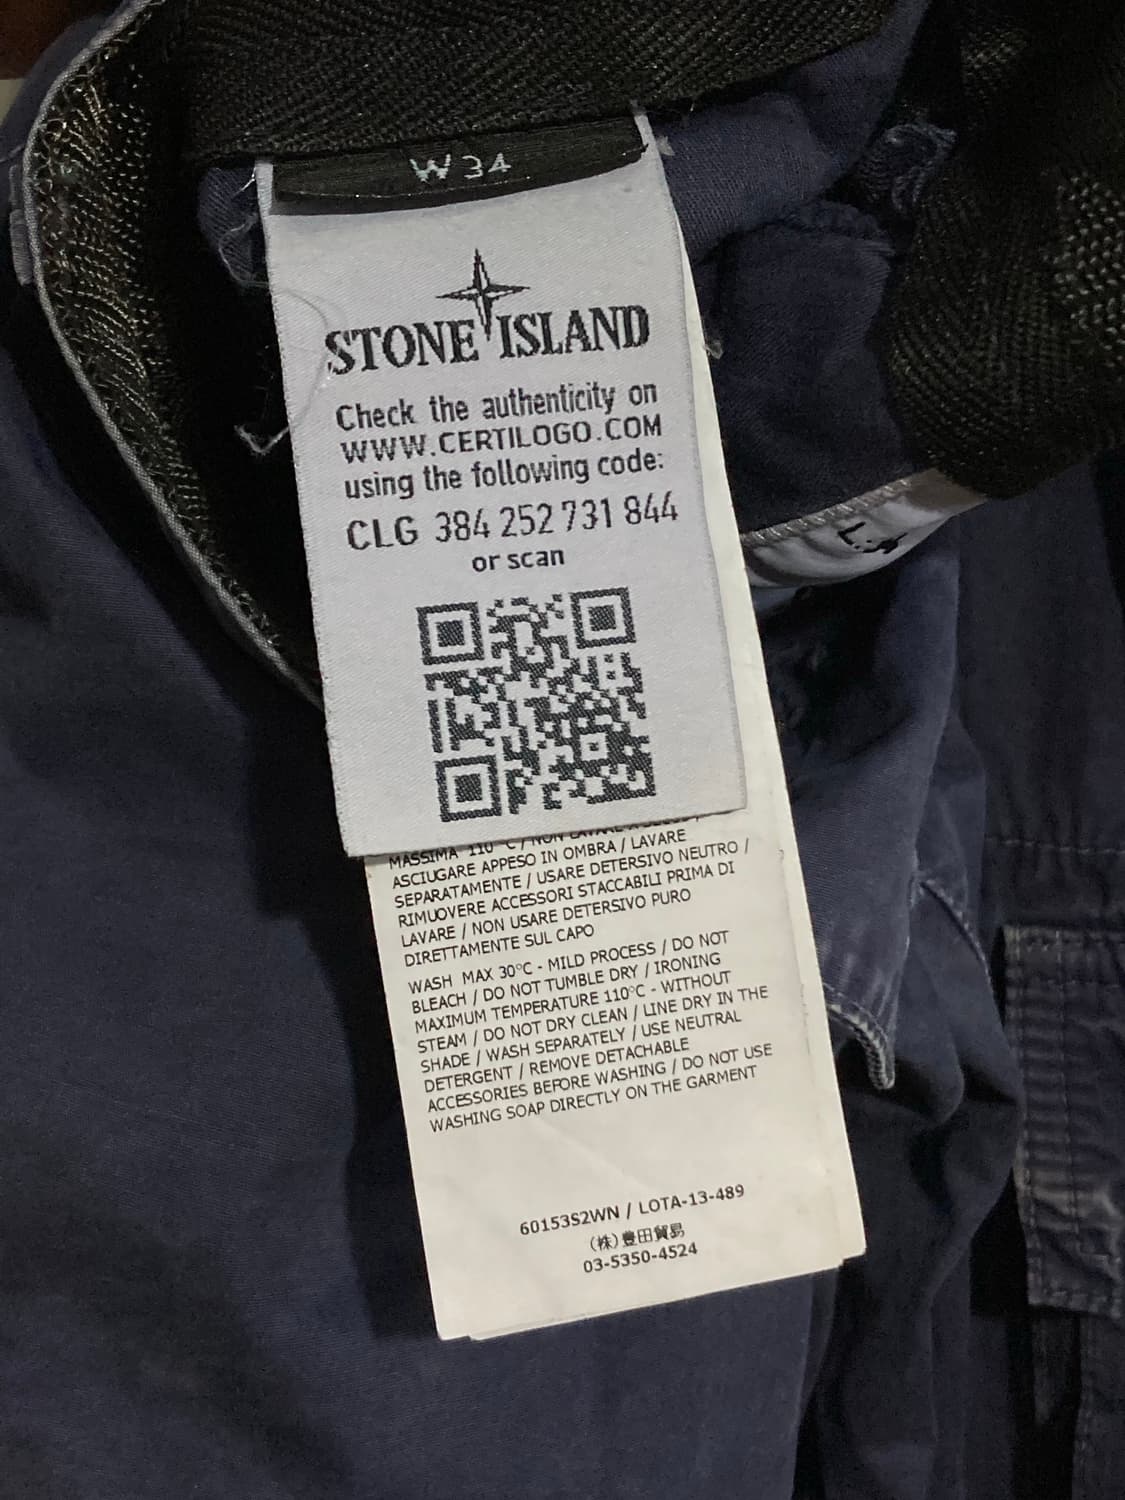 W 34
STONE ISLAND
Check the authenticity on
WWW.CERTILOGO.COM
using the following code:
CLG 384 252 731 844
or scan
MASSIMA 110°C / NON LAVARE A
ASCIUGARE APPESO IN OMBRA / LAVARE
SEPARATAMENTE / USARE DETERSIVO NEUTRO /
RIMUOVERE ACCESSORI STACCABILI PRIMA DI
LAVARE / NON USARE DETERSIVO PURO
DIRETTAMENTE SUL CAPO
WASH MAX 30°C - MILD PROCESS / DO NOT
BLEACH / DO NOT TUMBLE DRY / IRONING
MAXIMUM TEMPERATURE 110°C - WITHOUT
STEAM / DO NOT DRY CLEAN / LINE DRY IN THE
SHADE / WASH SEPARATELY / USE NEUTRAL
DETERGENT / REMOVE DETACHABLE
ACCESSORIES BEFORE WASHING / DO NOT USE
WASHING SOAP DIRECTLY ON THE GARMENT
60153S2WN / LOTA-13-489
(株)豊田貿易
03-5350-4524